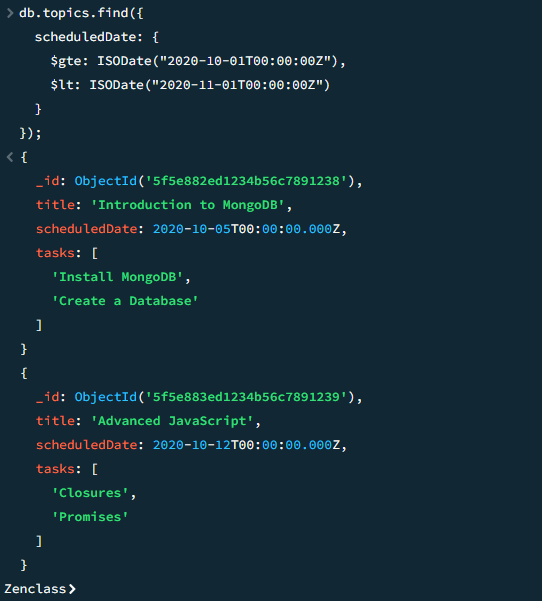 > db.topics.find({
scheduledDate: {
$gte: ISODate("2020-10-01T00:00:00Z"),
$lt: ISODate("2020-11-01T00:00:00Z")
}
});
< {
_id: ObjectId('5f5e882ed1234b56c7891238'),
title: 'Introduction to MongoDB',
scheduledDate: 2020-10-05T00:00:00.000Z,
tasks: [
'Install MongoDB',
'Create a Database'
]
}
{
_id: ObjectId('5f5e883ed1234b56c7891239'),
title: 'Advanced JavaScript',
scheduledDate: 2020-10-12T00:00:00.000Z,
tasks: [
'Closures',
'Promises'
]
}
Zenclass>